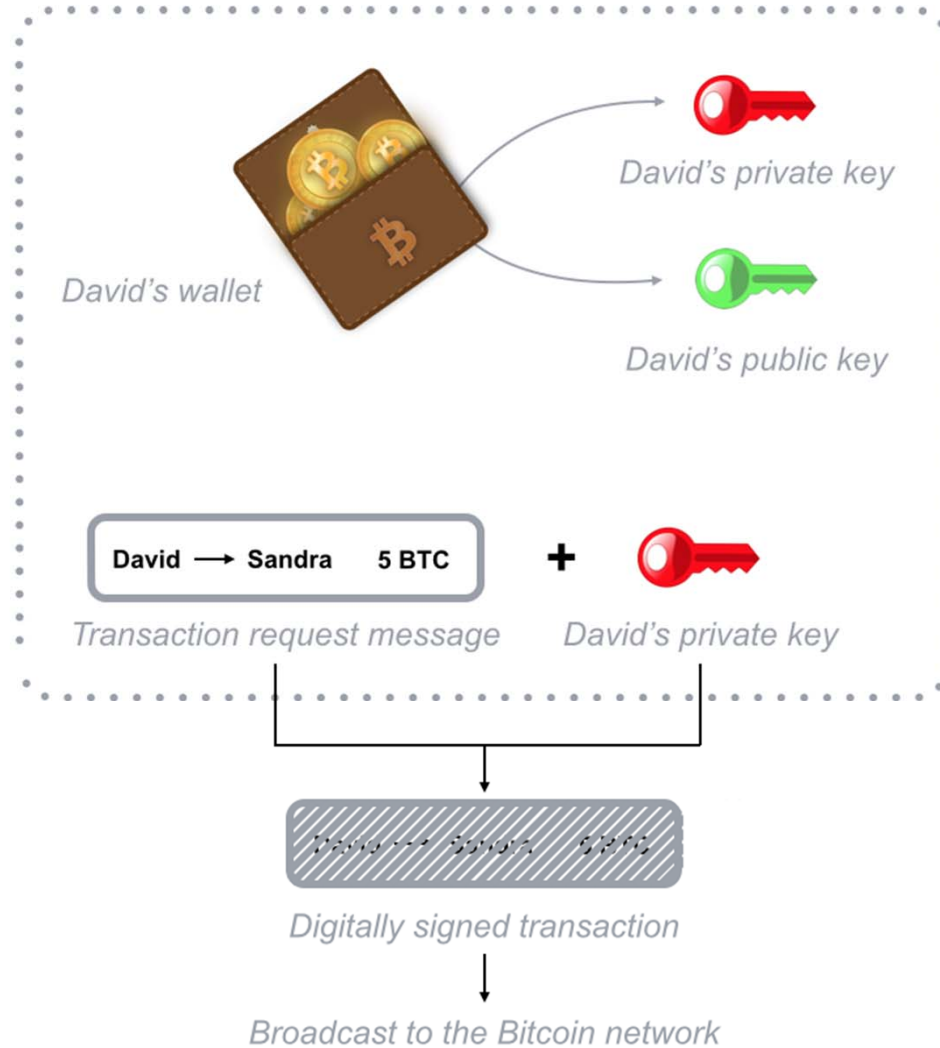 David's private key
David's wallet
David's public key
David → Sandra 5 BTC
+
Transaction request message
David's private key
Digitally signed transaction
Broadcast to the Bitcoin network